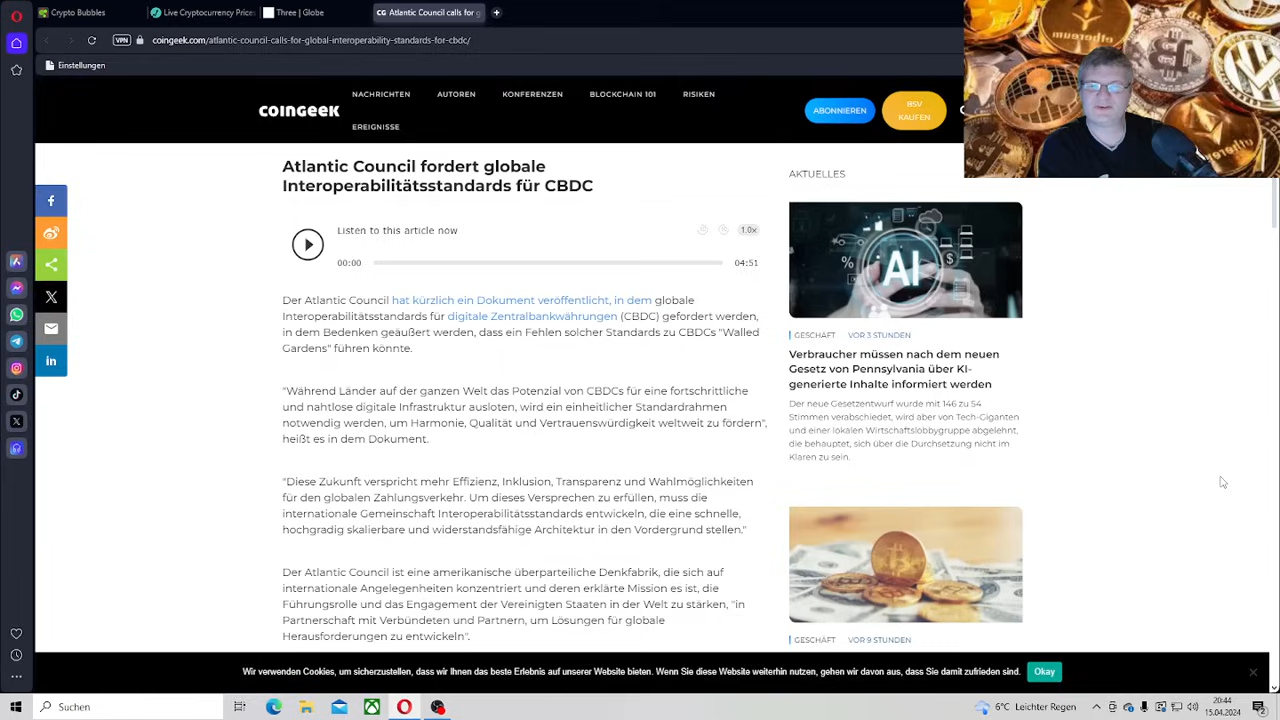 Crypto Bubbles
Live Cryptocurrency Prices
Three | Globe
CG Atlantic Council calls for g
VPN
coingeek.com/atlantic-council-calls-for-global-interoperability-standards-for-cbdc/
Einstellungen
COINGEEK
NACHRICHTEN
AUTOREN
KONFERENZEN
BLOCKCHAIN 101
RISIKEN
EREIGNISSE
ABONNIEREN
BSV
KAUFEN
Atlantic Council fordert globale
Interoperabilitätsstandards für CBDC
Listen to this article now
1.0x
00:00
04:51
Der Atlantic Council hat kürzlich ein Dokument veröffentlicht, in dem globale
Interoperabilitätsstandards für digitale Zentralbankwährungen (CBDC) gefordert werden,
in dem Bedenken geäußert werden, dass ein Fehlen solcher Standards zu CBDCs "Walled
Gardens" führen könnte.
"Während Länder auf der ganzen Welt das Potenzial von CBDCs für eine fortschrittliche
und nahtlose digitale Infrastruktur ausloten, wird ein einheitlicher Standardrahmen
notwendig werden, um Harmonie, Qualität und Vertrauenswürdigkeit weltweit zu fördern",
heißt es in dem Dokument.
"Diese Zukunft verspricht mehr Effizienz, Inklusion, Transparenz und Wahlmöglichkeiten
für den globalen Zahlungsverkehr. Um dieses Versprechen zu erfüllen, muss die
internationale Gemeinschaft Interoperabilitätsstandards entwickeln, die eine schnelle,
hochgradig skalierbare und widerstandsfähige Architektur in den Vordergrund stellen."
Der Atlantic Council ist eine amerikanische überparteiliche Denkfabrik, die sich auf
internationale Angelegenheiten konzentriert und deren erklärte Mission es ist, die
Führungsrolle und das Engagement der Vereinigten Staaten in der Welt zu stärken, "in
Partnerschaft mit Verbündeten und Partnern, um Lösungen für globale
Herausforderungen zu entwickeln".
AKTUELLES
AI
GESCHÄFT
VOR 3 STUNDEN
Verbraucher müssen nach dem neuen
Gesetz von Pennsylvania über KI-
generierte Inhalte informiert werden
Der neue Gesetzentwurf wurde mit 146 zu 54
Stimmen verabschiedet, wird aber von Tech-Giganten
und einer lokalen Wirtschaftslobbygruppe abgelehnt,
die behauptet, sich über die Durchsetzung nicht im
Klaren zu sein.
GESCHÄFT
VOR 9 STUNDEN
Wir verwenden Cookies, um sicherzustellen, dass wir Ihnen das beste Erlebnis auf unserer Website bieten. Wenn Sie diese Website weiterhin nutzen, gehen wir davon aus, dass Sie damit zufrieden sind.
Okay
Suchen
6°C Leichter Regen
20:44
15.04.2024
2